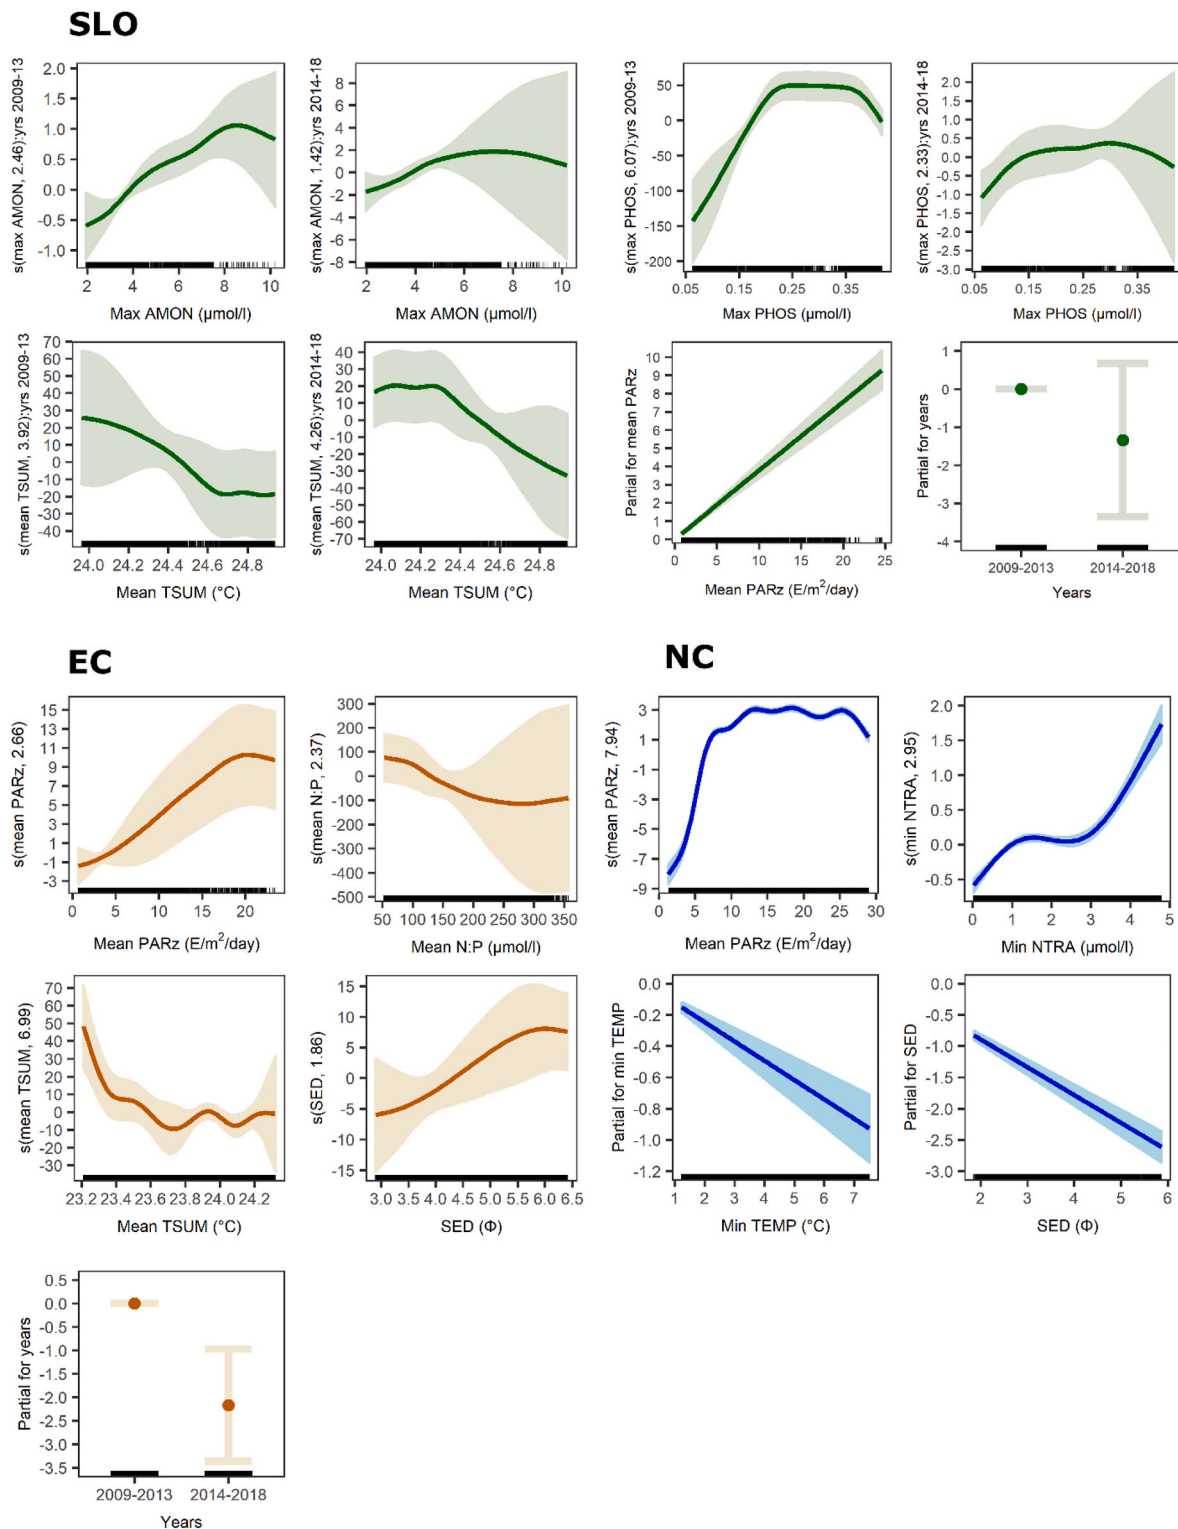 SLO
s(max AMON, 2.46):yrs 2009-13
2.0
1.5
1.0
0.5
0.0
-0.5
-1.0
2 4 6 8 10
Max AMON (µmol/l)
s(max AMON, 1.42):yrs 2014-18
8
6
4
2
0
-2
-4
-6
-8
2 4 6 8 10
Max AMON (µmol/l)
s(max PHOS, 6.07):yrs 2009-13
50
0
-50
-100
-150
-200
0.05 0.15 0.25 0.35
Max PHOS (µmol/l)
s(max PHOS, 2.33):yrs 2014-18
2.0
1.5
1.0
0.5
0.0
-0.5
-1.0
-1.5
-2.0
-2.5
-3.0
0.05 0.15 0.25 0.35
Max PHOS (µmol/l)
s(mean TSUM, 3.92):yrs 2009-13
70
60
50
40
30
20
10
0
-10
-20
-30
-40
24.0 24.2 24.4 24.6 24.8
Mean TSUM (°C)
s(mean TSUM, 4.26):yrs 2014-18
40
30
20
10
0
-10
-20
-30
-40
-50
-60
-70
24.0 24.2 24.4 24.6 24.8
Mean TSUM (°C)
Partial for mean PARz
10
9
8
7
6
5
4
3
2
1
0
0 5 10 15 20 25
Mean PARz (E/m²/day)
Partial for years
1
0
-1
-2
-3
-4
2009-2013 2014-2018
Years
EC
s(mean PARz, 2.66)
15
13
11
9
7
5
3
1
-1
-3
0 5 10 15 20
Mean PARz (E/m²/day)
s(mean N:P, 2.37)
300
200
100
0
-100
-200
-300
-400
-500
50 100 150 200 250 300 350
Mean N:P (µmol/l)
NC
s(mean PARz, 7.94)
3
1
-1
-3
-5
-7
-9
0 5 10 15 20 25 30
Mean PARz (E/m²/day)
s(min NTRA, 2.95)
2.0
1.5
1.0
0.5
0.0
-0.5
0 1 2 3 4 5
Min NTRA (µmol/l)
s(mean TSUM, 6.99)
70
60
50
40
30
20
10
0
-10
-20
-30
23.2 23.4 23.6 23.8 24.0 24.2
Mean TSUM (°C)
s(SED, 1.86)
15
10
5
0
-5
-10
-15
3.0 3.5 4.0 4.5 5.0 5.5 6.0 6.5
SED (Φ)
Partial for min TEMP
0.0
-0.2
-0.4
-0.6
-0.8
-1.0
-1.2
1 2 3 4 5 6 7
Min TEMP (°C)
Partial for SED
0.0
-0.5
-1.0
-1.5
-2.0
-2.5
-3.0
2 3 4 5 6
SED (Φ)
Partial for years
0.5
0.0
-0.5
-1.0
-1.5
-2.0
-2.5
-3.0
-3.5
2009-2013 2014-2018
Years